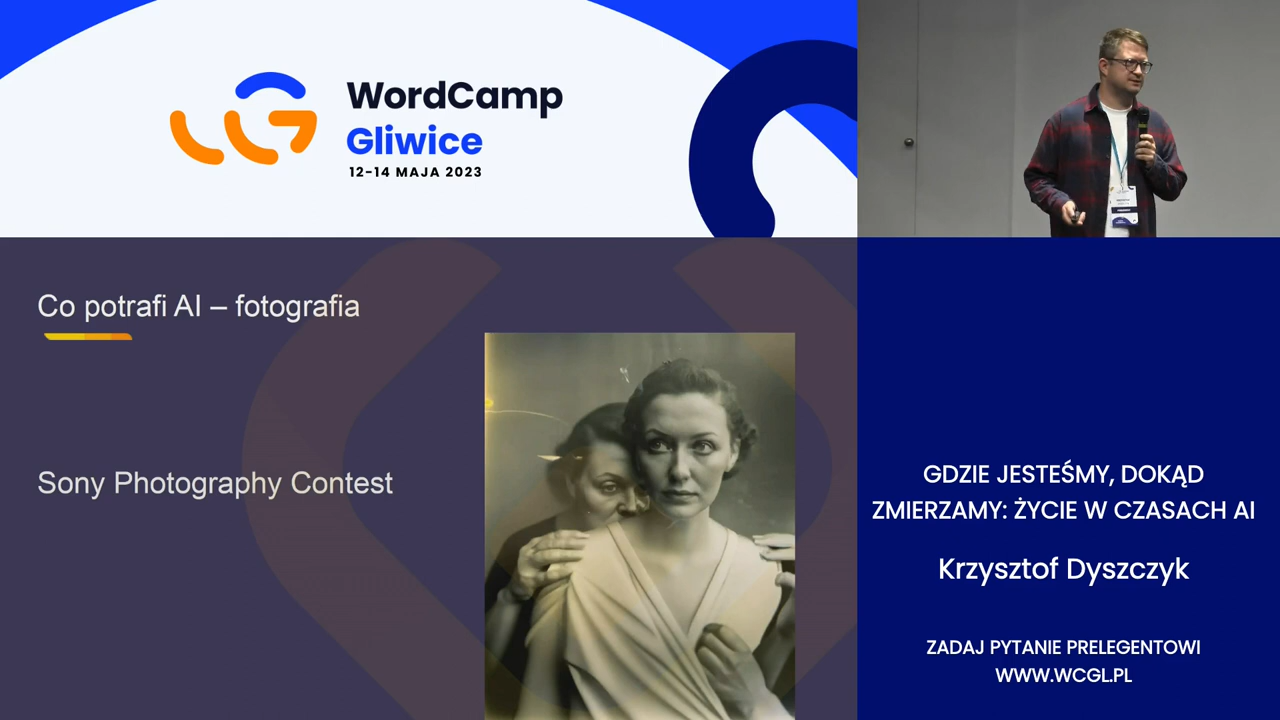 WordCamp
Gliwice
12-14 MAJA 2023
Co potrafi AI – fotografia
Sony Photography Contest
GDZIE JESTEŚMY, DOKĄD
ZMIERZAMY: ŻYCIE W CZASACH AI
Krzysztof Dyszczyk
ZADAJ PYTANIE PRELEGENTOWI
WWW.WCGL.PL